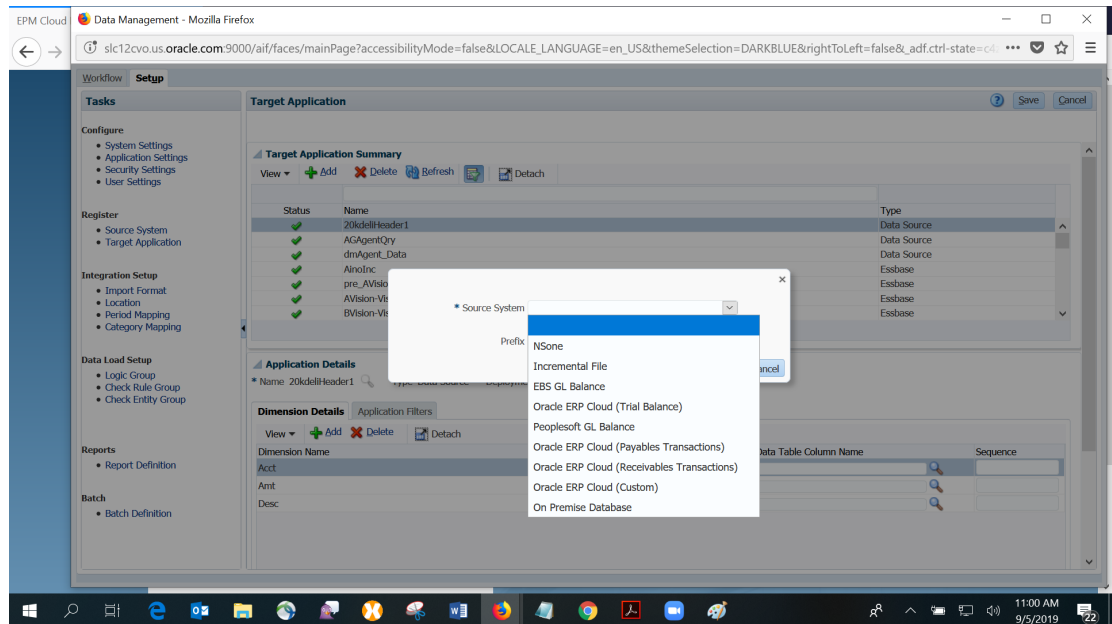 EPM Cloud
Data Management - Mozilla Firefox
slc12cvo.us.oracle.com:9000/aif/faces/mainPage?accessibilityMode=false&LOCALE_LANGUAGE=en_US&themeSelection=DARKBLUE&rightToLeft=false&_adf.ctrl-state=c4
Workflow Setup
Tasks
Configure
System Settings
Application Settings
Security Settings
User Settings
Register
Source System
Target Application
Integration Setup
Import Format
Location
Period Mapping
Category Mapping
Data Load Setup
Logic Group
Check Rule Group
Check Entity Group
Reports
Report Definition
Batch
Batch Definition
Target Application
Save Cancel
Target Application Summary
View Add Delete Refresh Detach
Status Name Type
20kdeliHeader1 Data Source
AGAgentQry Data Source
dmAgent_Data Data Source
AinoInc Essbase
pre_AVisio Essbase
AVision-Vis Essbase
BVision-Vis Essbase
* Source System
Prefix
ancel
NSone
Incremental File
EBS GL Balance
Oracle ERP Cloud (Trial Balance)
Peoplesoft GL Balance
Oracle ERP Cloud (Payables Transactions)
Oracle ERP Cloud (Receivables Transactions)
Oracle ERP Cloud (Custom)
On Premise Database
Application Details
* Name 20kdeliHeader1 Type Data Source Deployme
Dimension Details Application Filters
View Add Delete Detach
Dimension Name Data Table Column Name Sequence
Acct
Amt
Desc
11:00 AM
9/5/2019
22